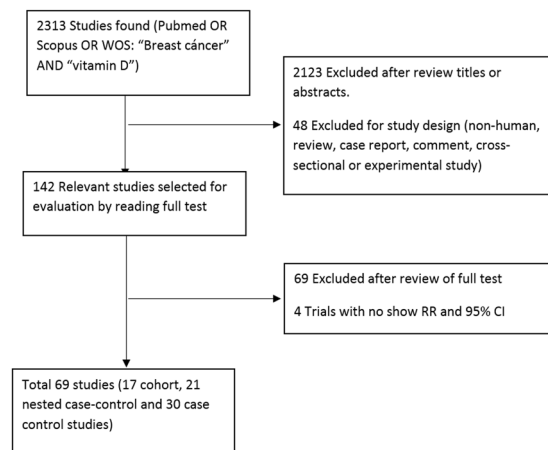 2313 Studies found (Pubmed OR
Scopus OR WOS: “Breast cáncer”
AND “vitamin D”)
2123 Excluded after review titles or
abstracts.
48 Excluded for study design (non-human,
review, case report, comment, cross-
sectional or experimental study)
142 Relevant studies selected for
evaluation by reading full test
69 Excluded after review of full test
4 Trials with no show RR and 95% CI
Total 69 studies (17 cohort, 21
nested case-control and 30 case
control studies)